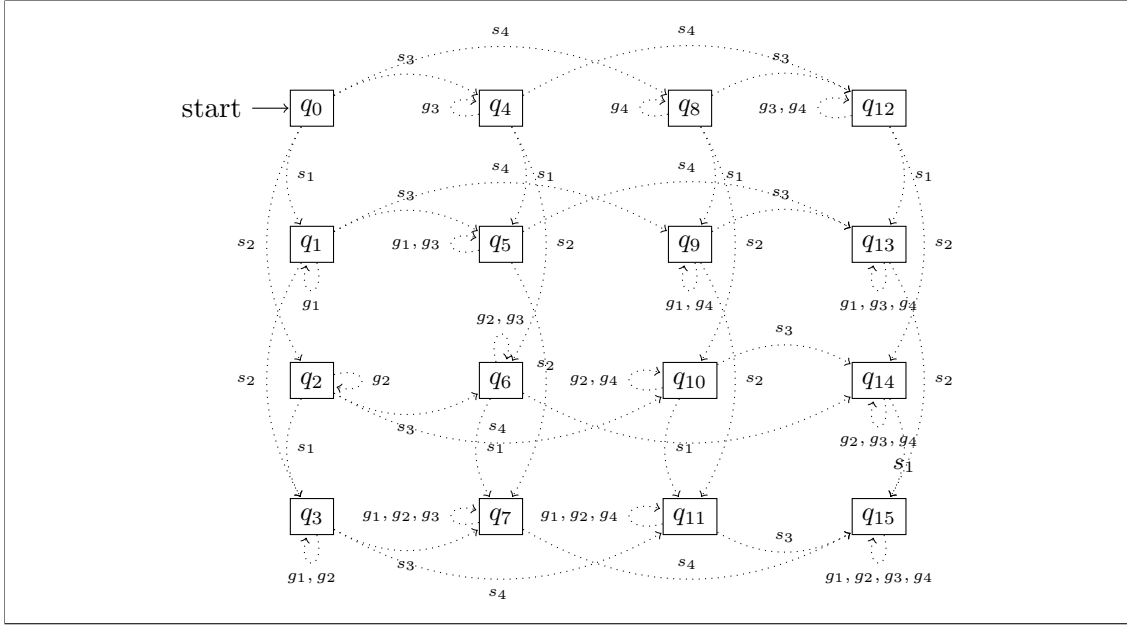 s₄ s₄
s₃ s₃
start q₀ g₃ q₄ g₄ q₈ g₃, g₄ q₁₂
s₁ s₄ s₁ s₄ s₁ s₁
s₃ s₃
s₂ q₁ g₁, g₃ q₅ s₂ q₉ s₂ q₁₃ s₂
g₁ g₁, g₄ g₁, g₃, g₄
g₂, g₃ s₃
s₂
s₂ q₂ g₂ q₆ g₂, g₄ q₁₀ s₂ q₁₄ s₂
s₃ s₄ g₂, g₃, g₄
s₁ s₁ s₁ s₁
q₃ g₁, g₂, g₃ q₇ g₁, g₂, g₄ q₁₁ s₃ q₁₅
g₁, g₂ s₃ s₄ g₁, g₂, g₃, g₄
s₄